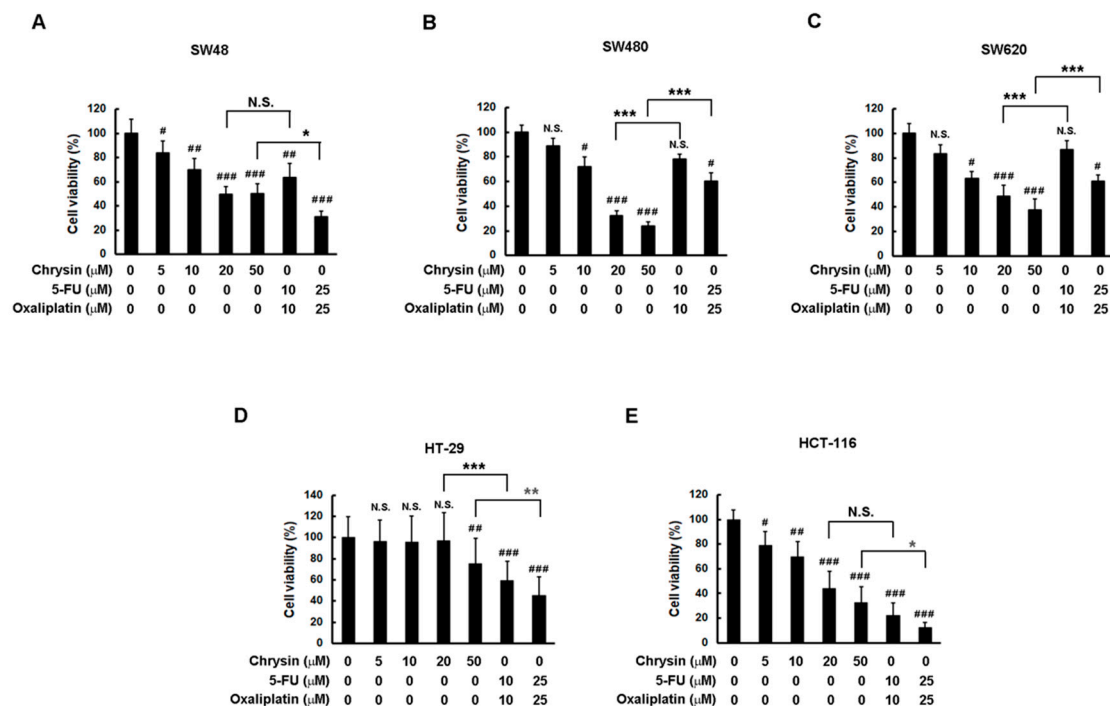 A
SW48
N.S.
*
#
##
###
###
##
###
Cell viability (%)
120
100
80
60
40
20
0
Chrysin (μM) 0 5 10 20 50 0 0
5-FU (μM) 0 0 0 0 0 10 25
Oxaliplatin (μM) 0 0 0 0 0 10 25
B
SW480
***
***
N.S.
#
###
###
N.S.
#
Cell viability (%)
120
100
80
60
40
20
0
0 5 10 20 50 0 0
0 0 0 0 0 10 25
0 0 0 0 0 10 25
C
SW620
***
***
N.S.
#
###
###
N.S.
#
Cell viability (%)
120
100
80
60
40
20
0
Chrysin (μM) 0 5 10 20 50 0 0
5-FU (μM) 0 0 0 0 0 10 25
Oxaliplatin (μM) 0 0 0 0 0 10 25
D
HT-29
***
**
N.S. N.S. N.S.
##
###
###
Cell viability (%)
140
120
100
80
60
40
20
0
Chrysin (μM) 0 5 10 20 50 0 0
5-FU (μM) 0 0 0 0 0 10 25
Oxaliplatin (μM) 0 0 0 0 0 10 25
E
HCT-116
N.S.
*
#
##
###
###
###
###
Cell viability (%)
120
100
80
60
40
20
0
Chrysin (μM) 0 5 10 20 50 0 0
5-FU (μM) 0 0 0 0 0 10 25
Oxaliplatin (μM) 0 0 0 0 0 10 25